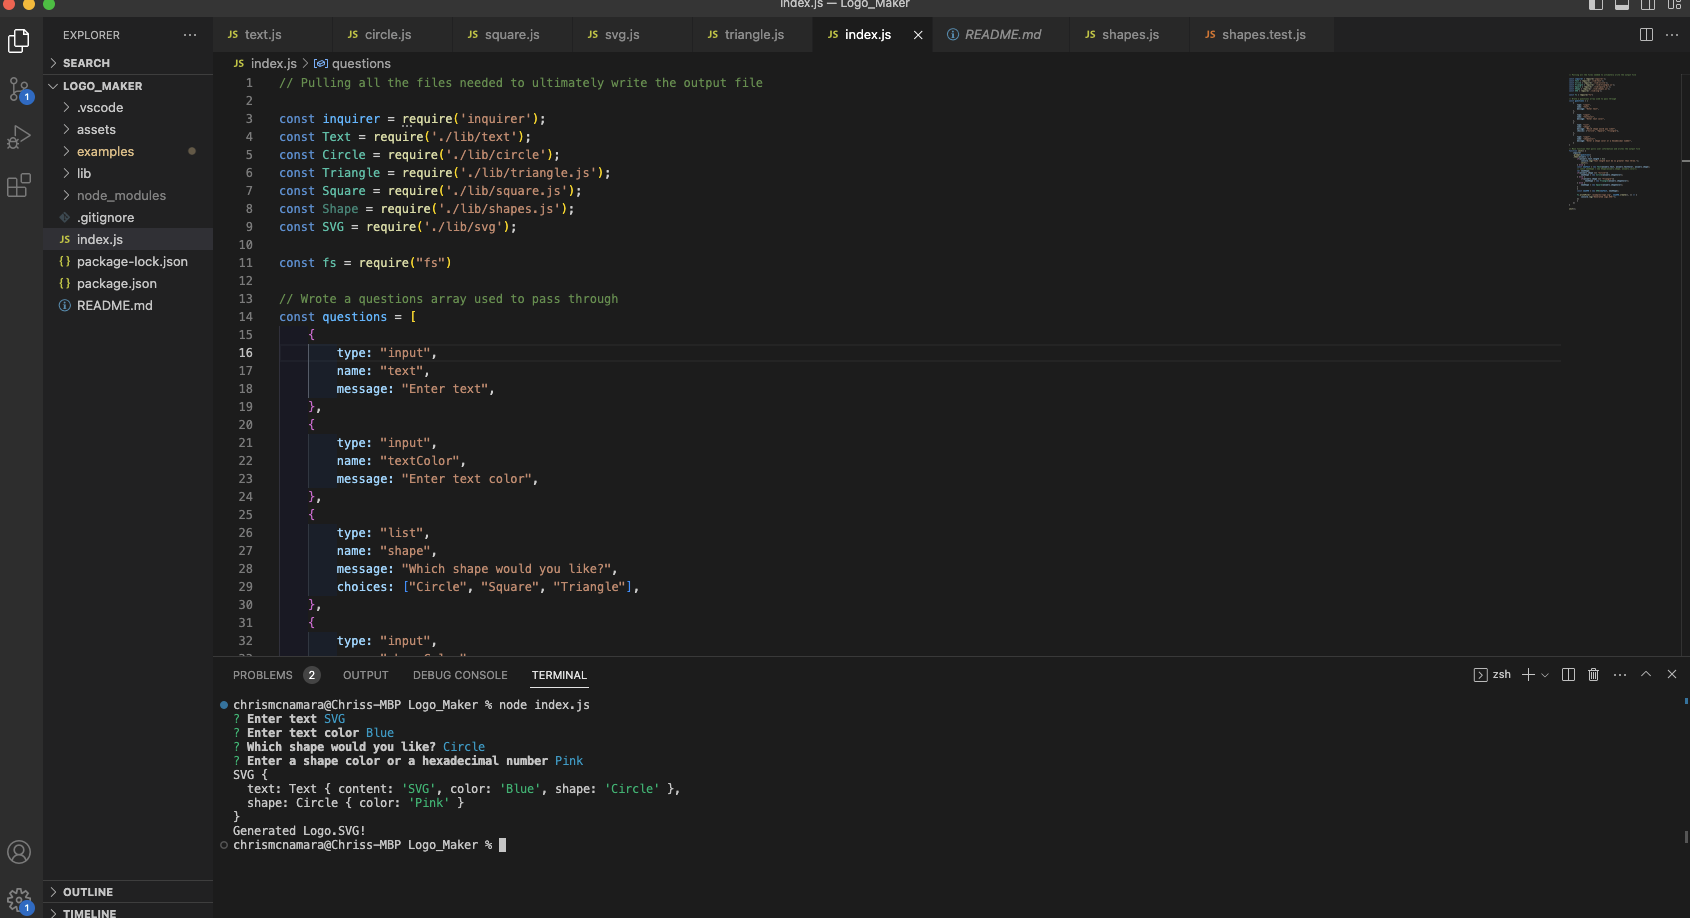 index.js — Logo_Maker
EXPLORER
JS text.js
JS circle.js
JS square.js
JS svg.js
JS triangle.js
JS index.js
README.md
JS shapes.js
JS shapes.test.js
SEARCH
LOGO_MAKER
.vscode
assets
examples
lib
node_modules
.gitignore
JS index.js
{} package-lock.json
{} package.json
README.md
OUTLINE
TIMELINE
1
1
JS index.js > questions
1 // Pulling all the files needed to ultimately write the output file
2
3 const inquirer = require('inquirer');
4 const Text = require('./lib/text');
5 const Circle = require('./lib/circle');
6 const Triangle = require('./lib/triangle.js');
7 const Square = require('./lib/square.js');
8 const Shape = require('./lib/shapes.js');
9 const SVG = require('./lib/svg');
10
11 const fs = require("fs")
12
13 // Wrote a questions array used to pass through
14 const questions = [
15 {
16 type: "input",
17 name: "text",
18 message: "Enter text",
19 },
20 {
21 type: "input",
22 name: "textColor",
23 message: "Enter text color",
24 },
25 {
26 type: "list",
27 name: "shape",
28 message: "Which shape would you like?",
29 choices: ["Circle", "Square", "Triangle"],
30 },
31 {
32 type: "input",
PROBLEMS 2 OUTPUT DEBUG CONSOLE TERMINAL
zsh
chrismcnamara@Chriss-MBP Logo_Maker % node index.js
? Enter text SVG
? Enter text color Blue
? Which shape would you like? Circle
? Enter a shape color or a hexadecimal number Pink
SVG {
text: Text { content: 'SVG', color: 'Blue', shape: 'Circle' },
shape: Circle { color: 'Pink' }
}
Generated Logo.SVG!
chrismcnamara@Chriss-MBP Logo_Maker %